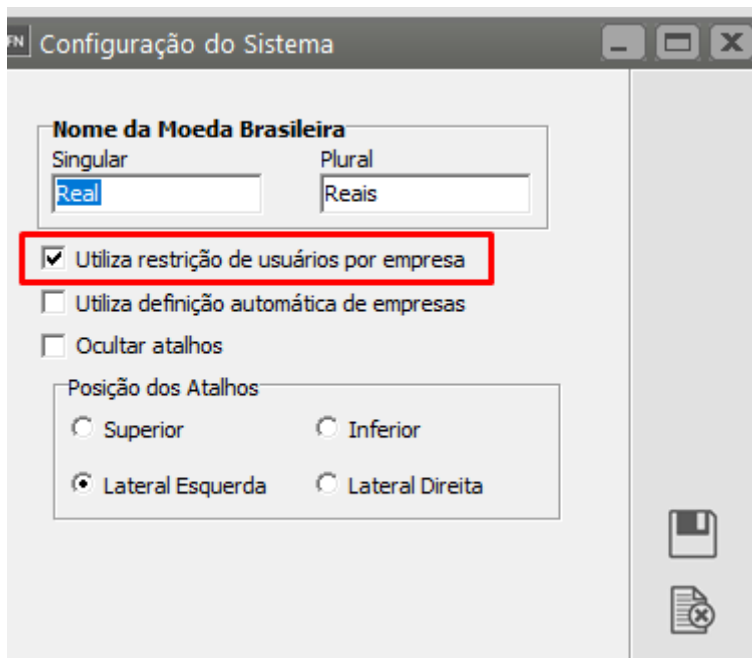 FN Configuração do Sistema
Nome da Moeda Brasileira
Singular Plural
Real Reais
Utiliza restrição de usuários por empresa
Utiliza definição automática de empresas
Ocultar atalhos
Posição dos Atalhos
Superior Inferior
Lateral Esquerda Lateral Direita